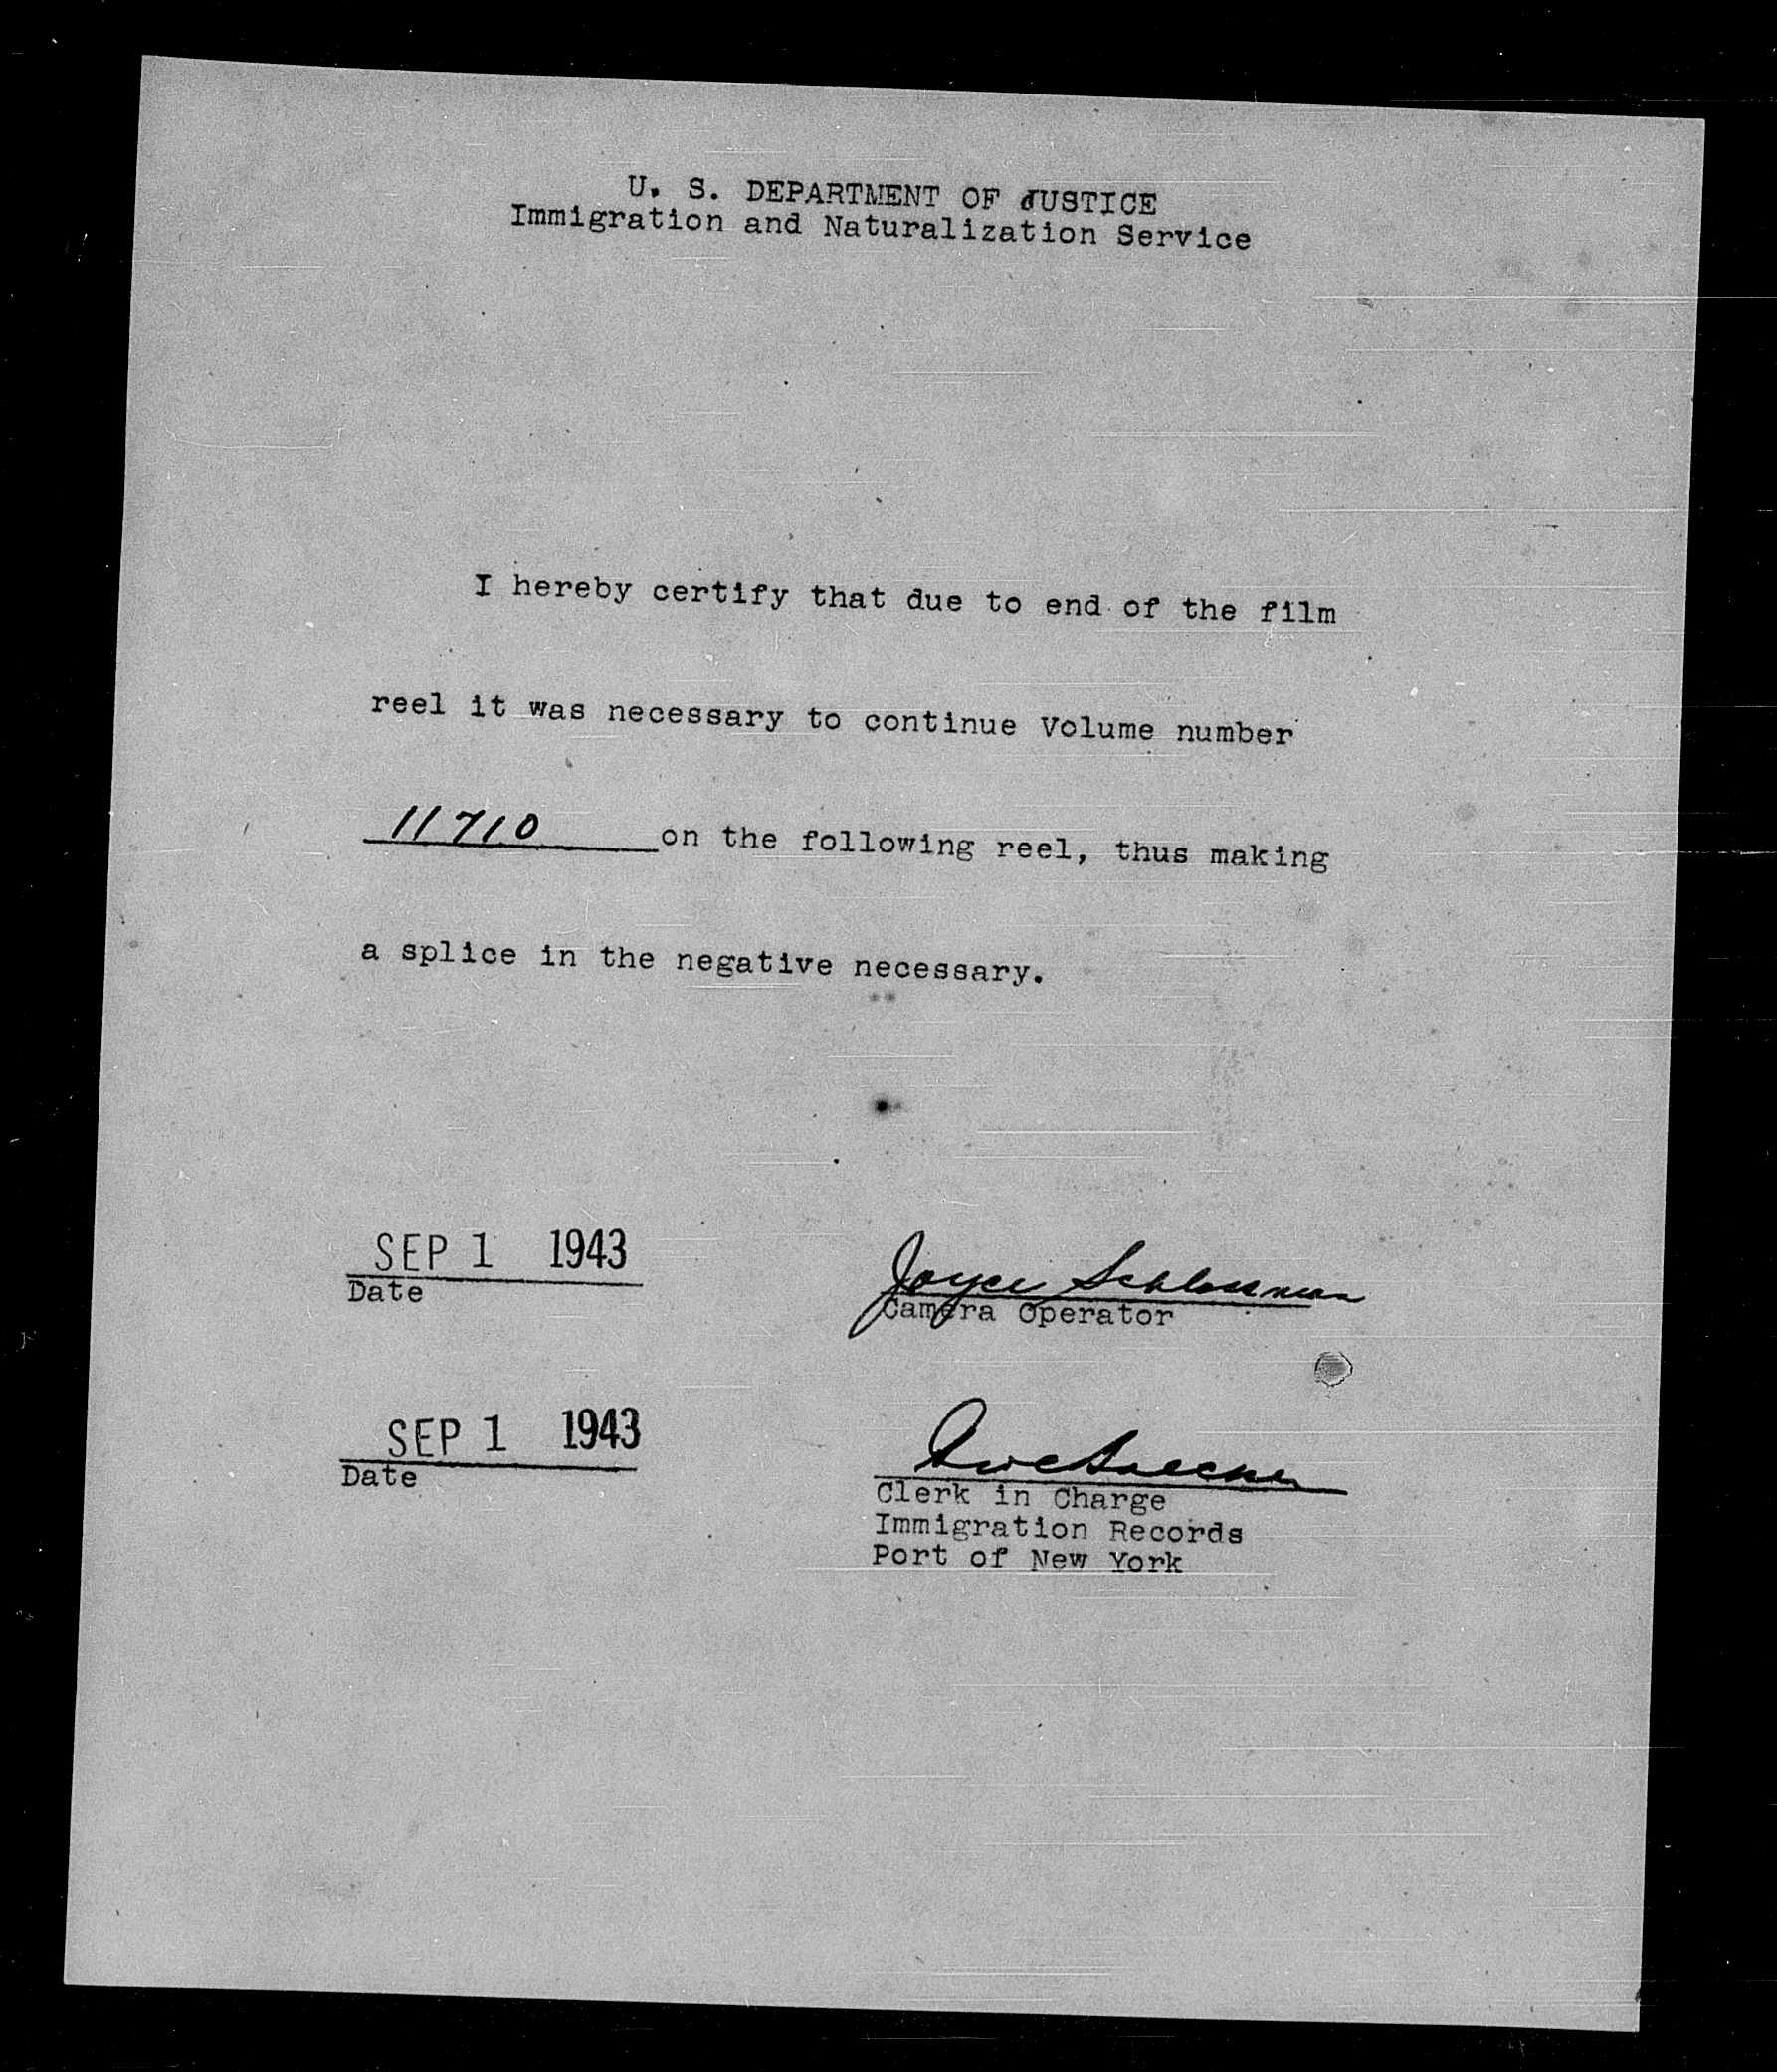 U. S. DEPARTMENT OF JUSTICE
Immigration and Naturalization Service
I hereby certify that due to end of the film
reel it was necessary to continue Volume number
11710 on the following reel, thus making
a splice in the negative necessary.
SEP 1 1943
Date
Joyce Schlossman
Camera Operator
SEP 1 1943
Date
Clerk in Charge
Immigration Records
Port of New York